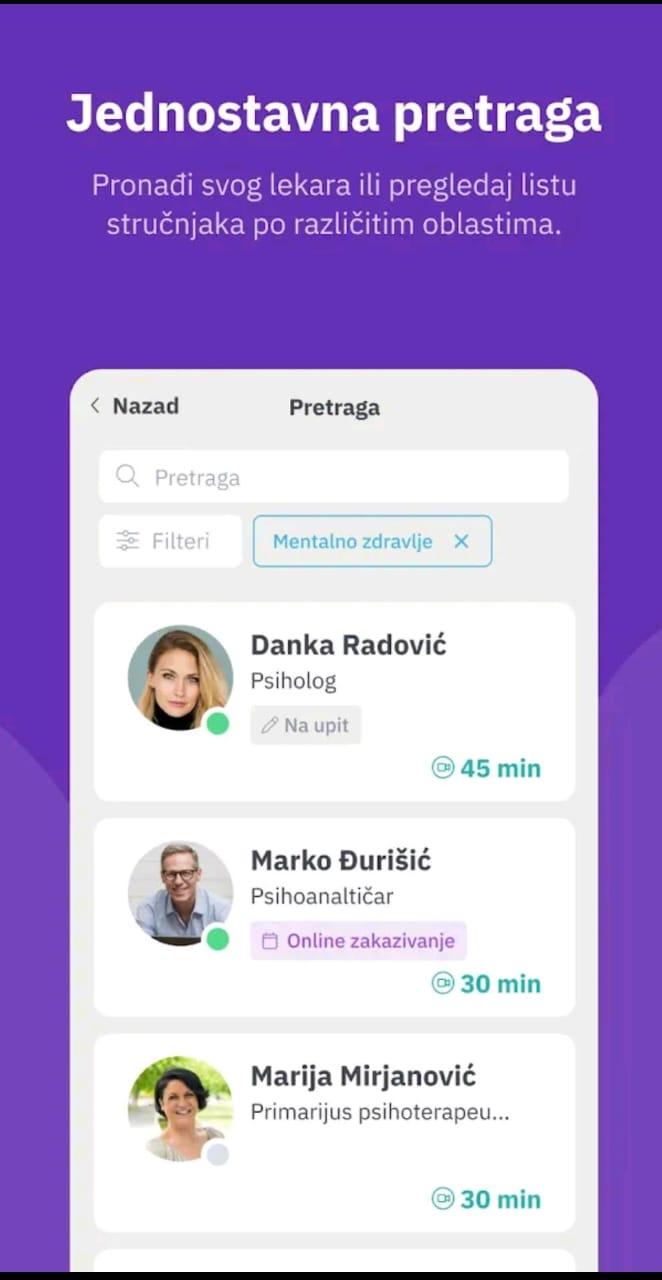 Jednostavna pretraga
Pronađi svog lekara ili pregledaj listu
stručnjaka po različitim oblastima.
Nazad
Pretraga
Pretraga
Filteri
Mentalno zdravlje
Danka Radović
Psiholog
Na upit
45 min
Marko Đurišić
Psihoanaltičar
Online zakazivanje
30 min
Marija Mirjanović
Primarijus psihoterapeu...
30 min